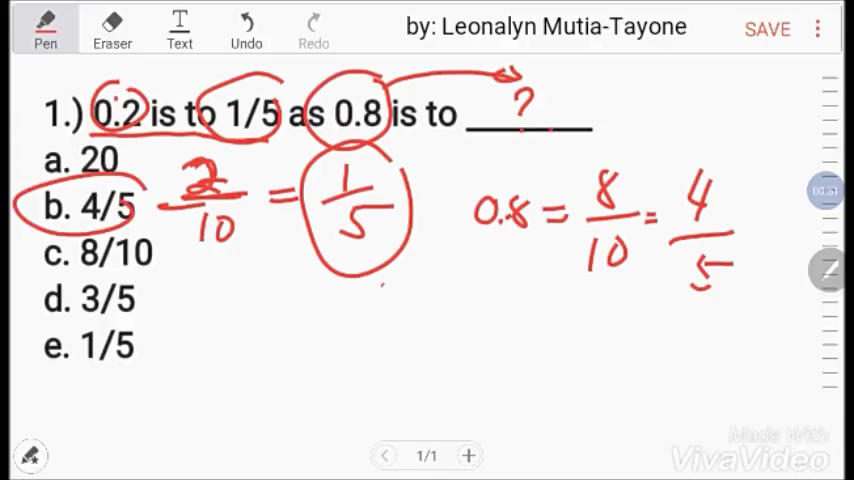 Pen Eraser Text Undo Redo by: Leonalyn Mutia-Tayone SAVE
?
1.) 0.2 is to 1/5 as 0.8 is to ________
a. 20
b. 4/5
c. 8/10
d. 3/5
e. 1/5
2/10 = 1/5
0.8 = 8/10 = 4/5
1/1
Made With
VivaVideo